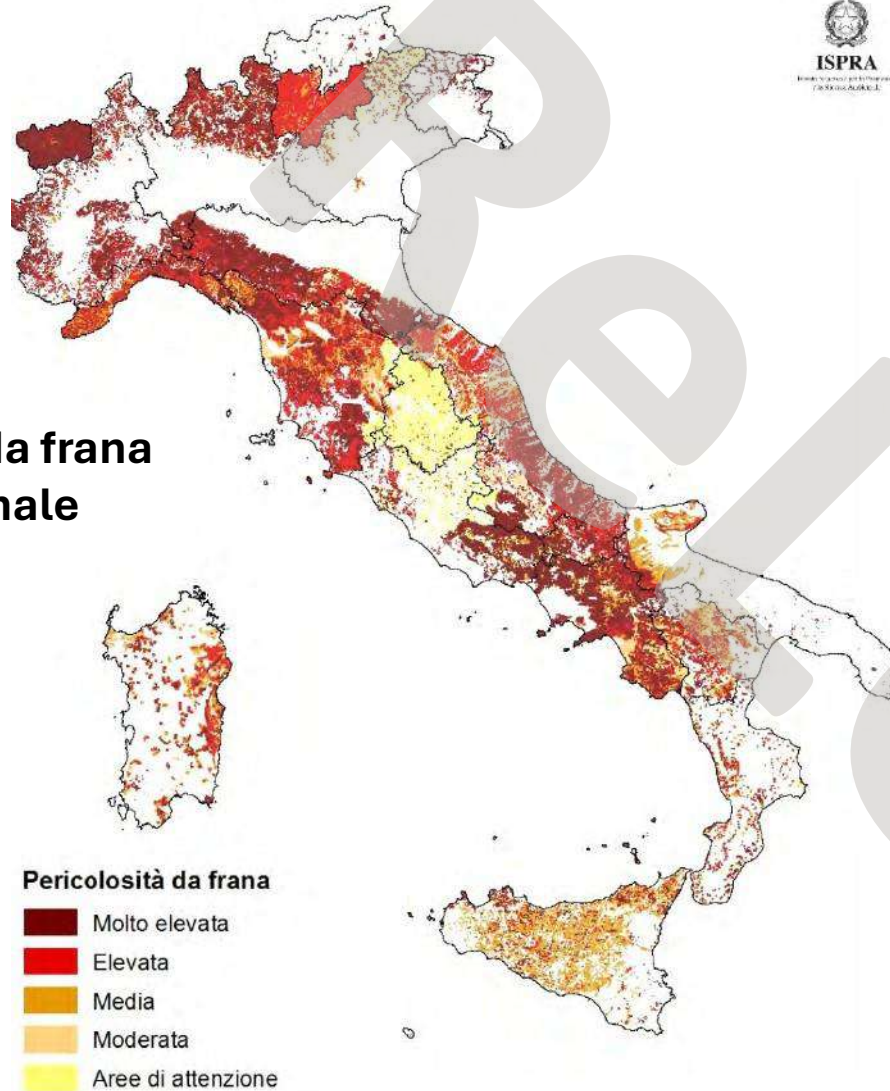 ISPRA
da frana
nale
Pericolosità da frana
Molto elevata
Elevata
Media
Moderata
Aree di attenzione